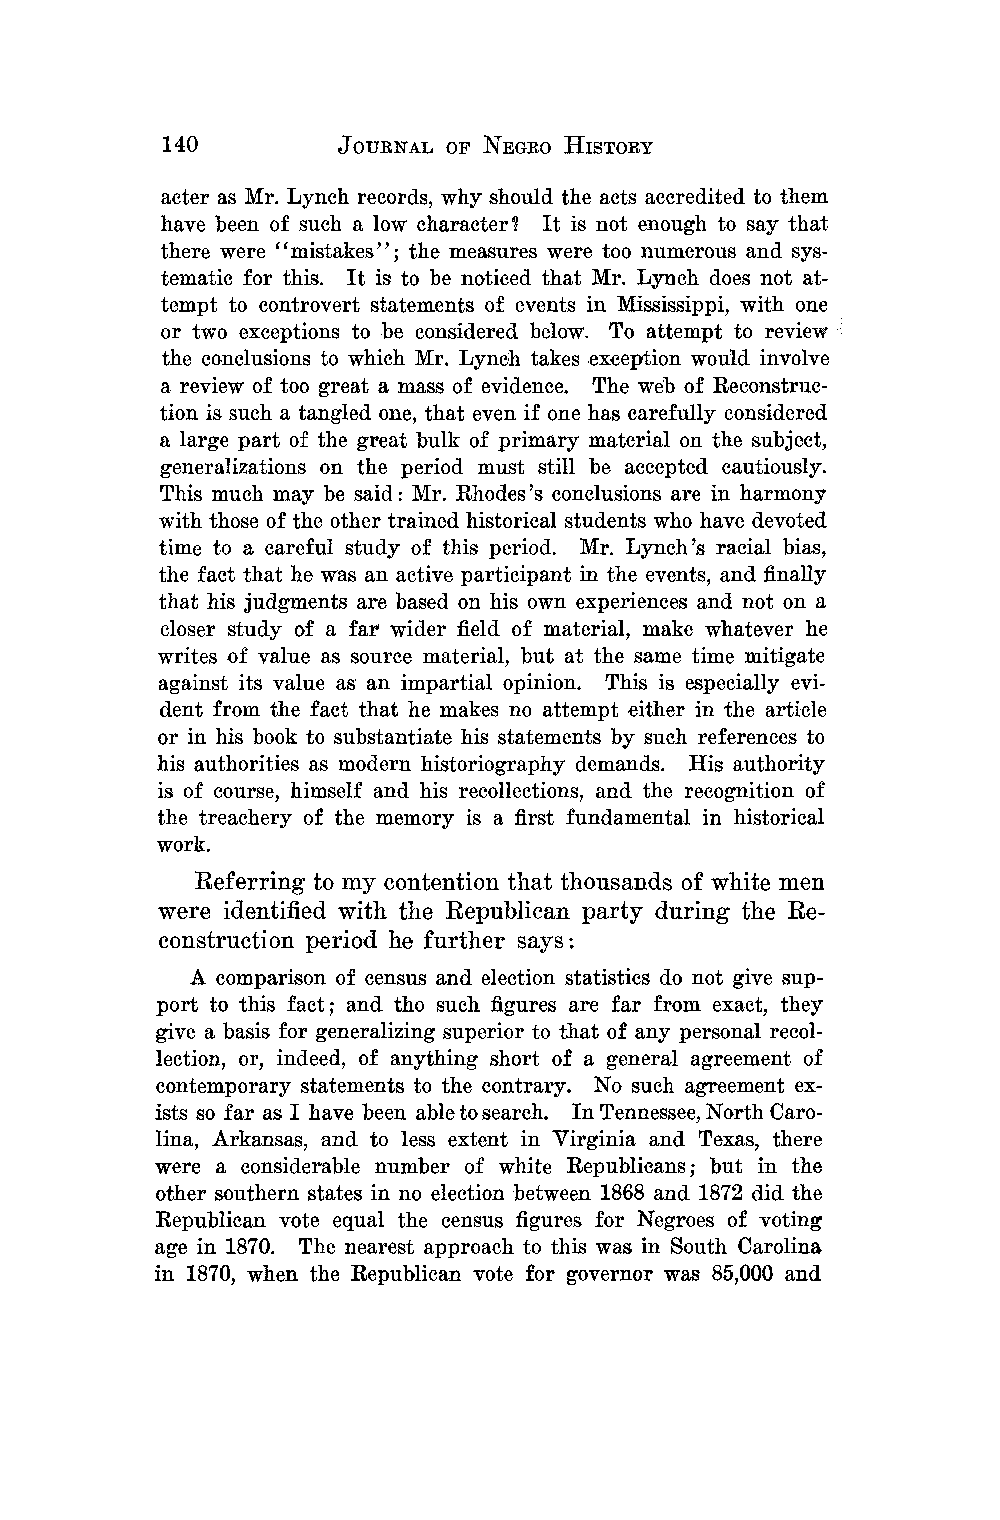 140 JOURNAL OF NEGRO HISTORY
acter as Mr. Lynch records, why should the acts accredited to them
have been of such a low character? It is not enough to say that
there were "mistakes"; the measures were too numerous and sys-
tematic for this. It is to be noticed that Mr. Lynch does not at-
tempt to controvert statements of events in Mississippi, with one
or two exceptions to be considered below. To attempt to review
the conclusions to which Mr. Lynch takes exception would involve
a review of too great a mass of evidence. The web of Reconstruc-
tion is such a tangled one, that even if one has carefully considered
a large part of the great bulk of primary material on the subject,
generalizations on the period must still be accepted cautiously.
This much may be said: Mr. Rhodes's conclusions are in harmony
with those of the other trained historical students who have devoted
time to a careful study of this period. Mr. Lynch's racial bias,
the fact that he was an active participant in the events, and finally
that his judgments are based on his own experiences and not on a
closer study of a far wider field of material, make whatever he
writes of value as source material, but at the same time mitigate
against its value as an impartial opinion. This is especially evi-
dent from the fact that he makes no attempt either in the article
or in his book to substantiate his statements by such references to
his authorities as modern historiography demands. His authority
is of course, himself and his recollections, and the recognition of
the treachery of the memory is a first fundamental in historical
work.
Referring to my contention that thousands of white men
were identified with the Republican party during the Re-
construction period he further says:
A comparison of census and election statistics do not give sup-
port to this fact; and tho such figures are far from exact, they
give a basis for generalizing superior to that of any personal recol-
lection, or, indeed, of anything short of a general agreement of
contemporary statements to the contrary. No such agreement ex-
ists so far as I have been able to search. In Tennessee, North Caro-
lina, Arkansas, and to less extent in Virginia and Texas, there
were a considerable number of white Republicans; but in the
other southern states in no election between 1868 and 1872 did the
Republican vote equal the census figures for Negroes of voting
age in 1870. The nearest approach to this was in South Carolina
in 1870, when the Republican vote for governor was 85,000 and